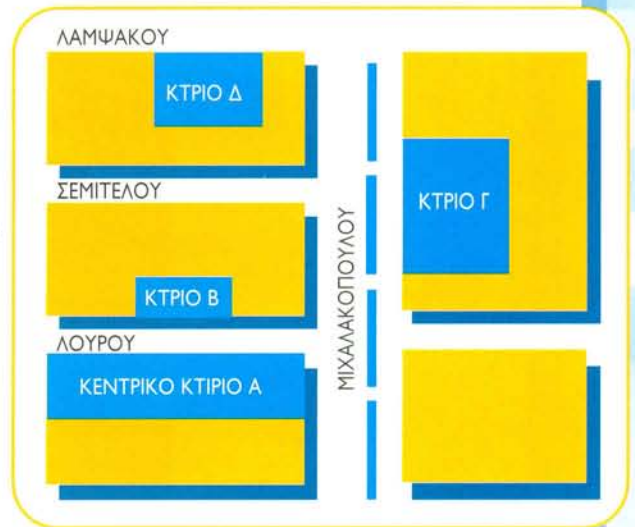 ΛΑΜΨΑΚΟΥ
ΚΤΡΙΟ Δ
ΣΕΜΙΤΕΛΟΥ
ΚΤΡΙΟ Γ
ΚΤΡΙΟ Β
ΜΙΧΑΛΑΚΟΠΟΥΛΟΥ
ΛΟΥΡΟΥ
ΚΕΝΤΡΙΚΟ ΚΤΙΡΙΟ Α